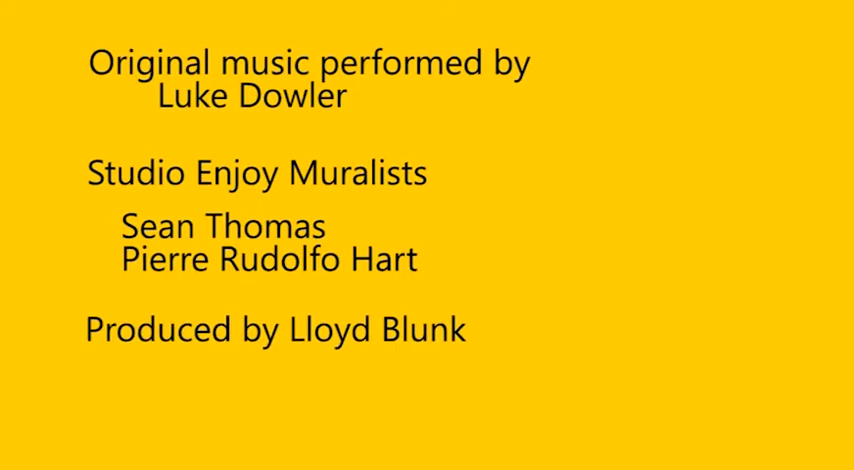 Original music performed by
Luke Dowler
Studio Enjoy Muralists
Sean Thomas
Pierre Rudolfo Hart
Produced by Lloyd Blunk